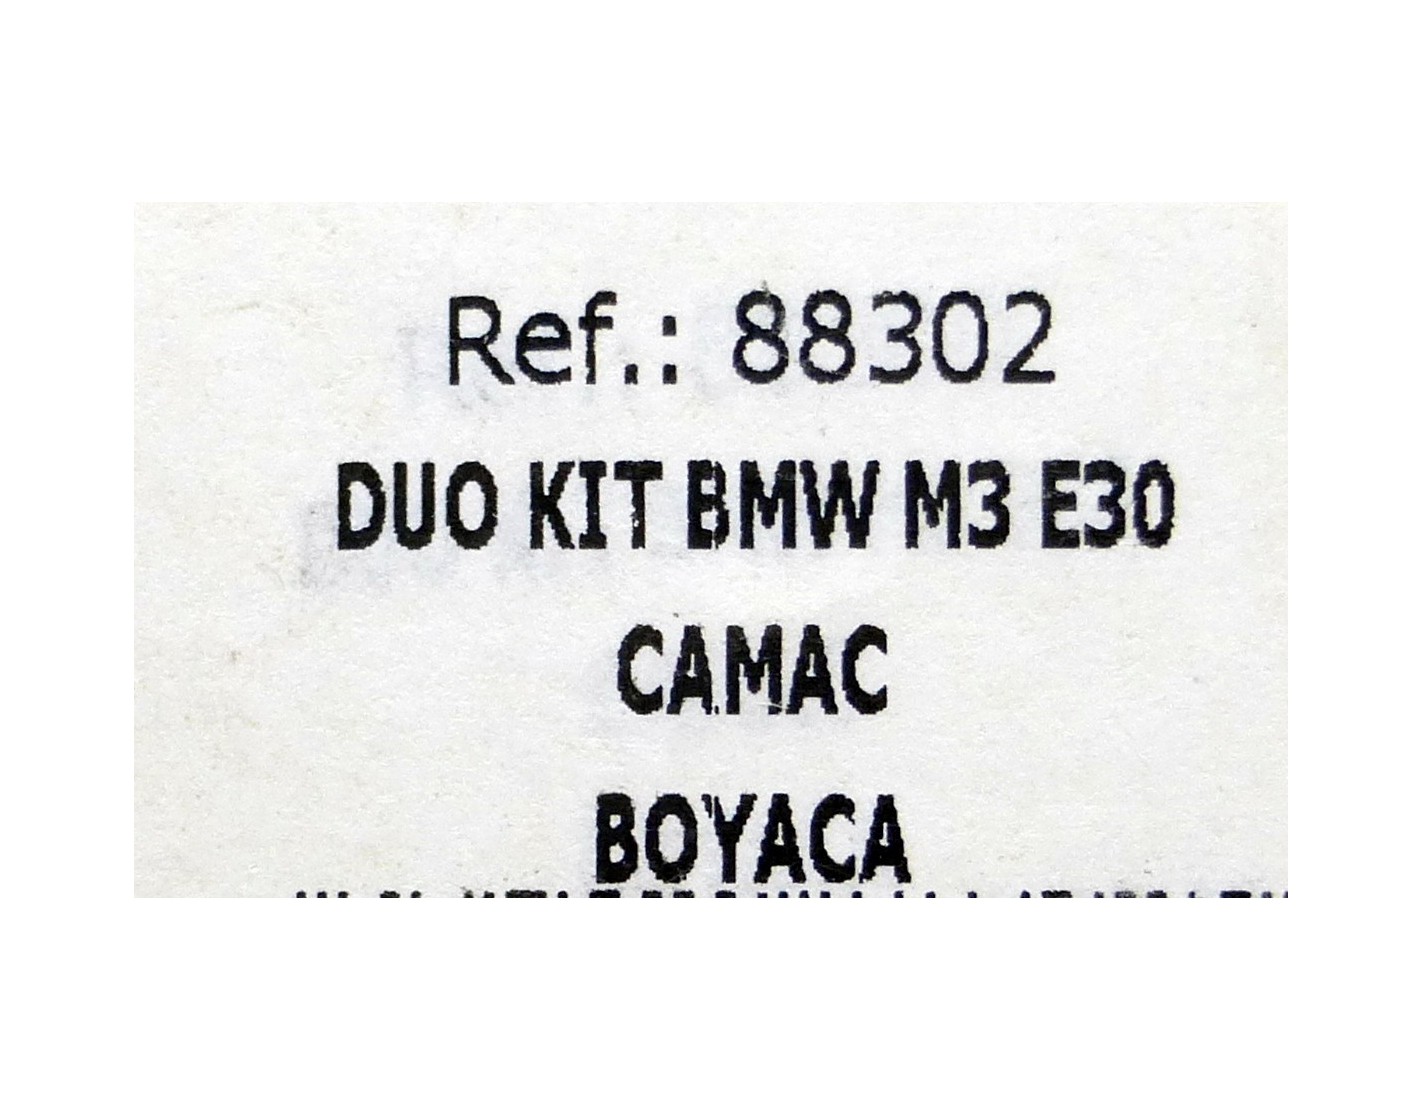 Ref.: 88302
DUO KIT BMW M3 E30
CAMAC
BOYACA